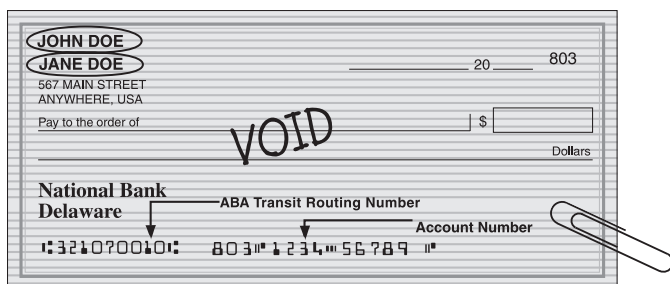 JOHN DOE
JANE DOE
567 MAIN STREET
ANYWHERE, USA
20 803
Pay to the order of $
VOID
Dollars
National Bank
Delaware
ABA Transit Routing Number
Account Number
⑆321070010⑆ 803⑈1234⑉56789 ⑈